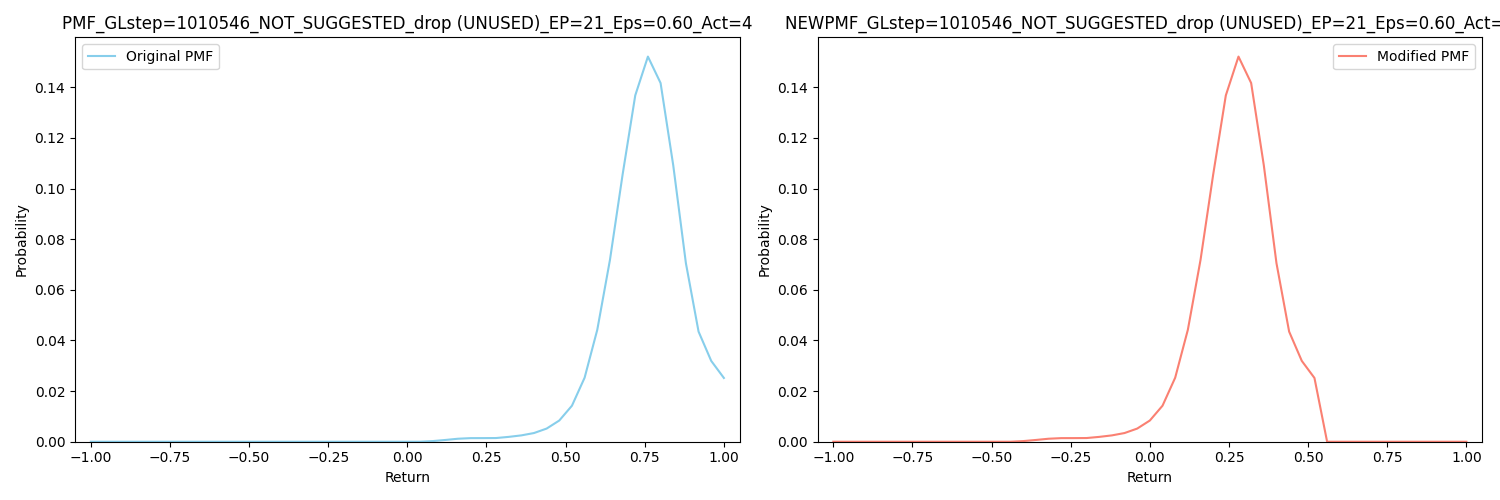 PMF_GLstep=1010546_NOT_SUGGESTED_drop (UNUSED)_EP=21_Eps=0.60_Act=4
Original PMF
Probability
0.14
0.12
0.10
0.08
0.06
0.04
0.02
0.00
−1.00 −0.75 −0.50 −0.25 0.00 0.25 0.50 0.75 1.00
Return
NEWPMF_GLstep=1010546_NOT_SUGGESTED_drop (UNUSED)_EP=21_Eps=0.60_Act=
Modified PMF
Probability
0.14
0.12
0.10
0.08
0.06
0.04
0.02
0.00
−1.00 −0.75 −0.50 −0.25 0.00 0.25 0.50 0.75 1.00
Return